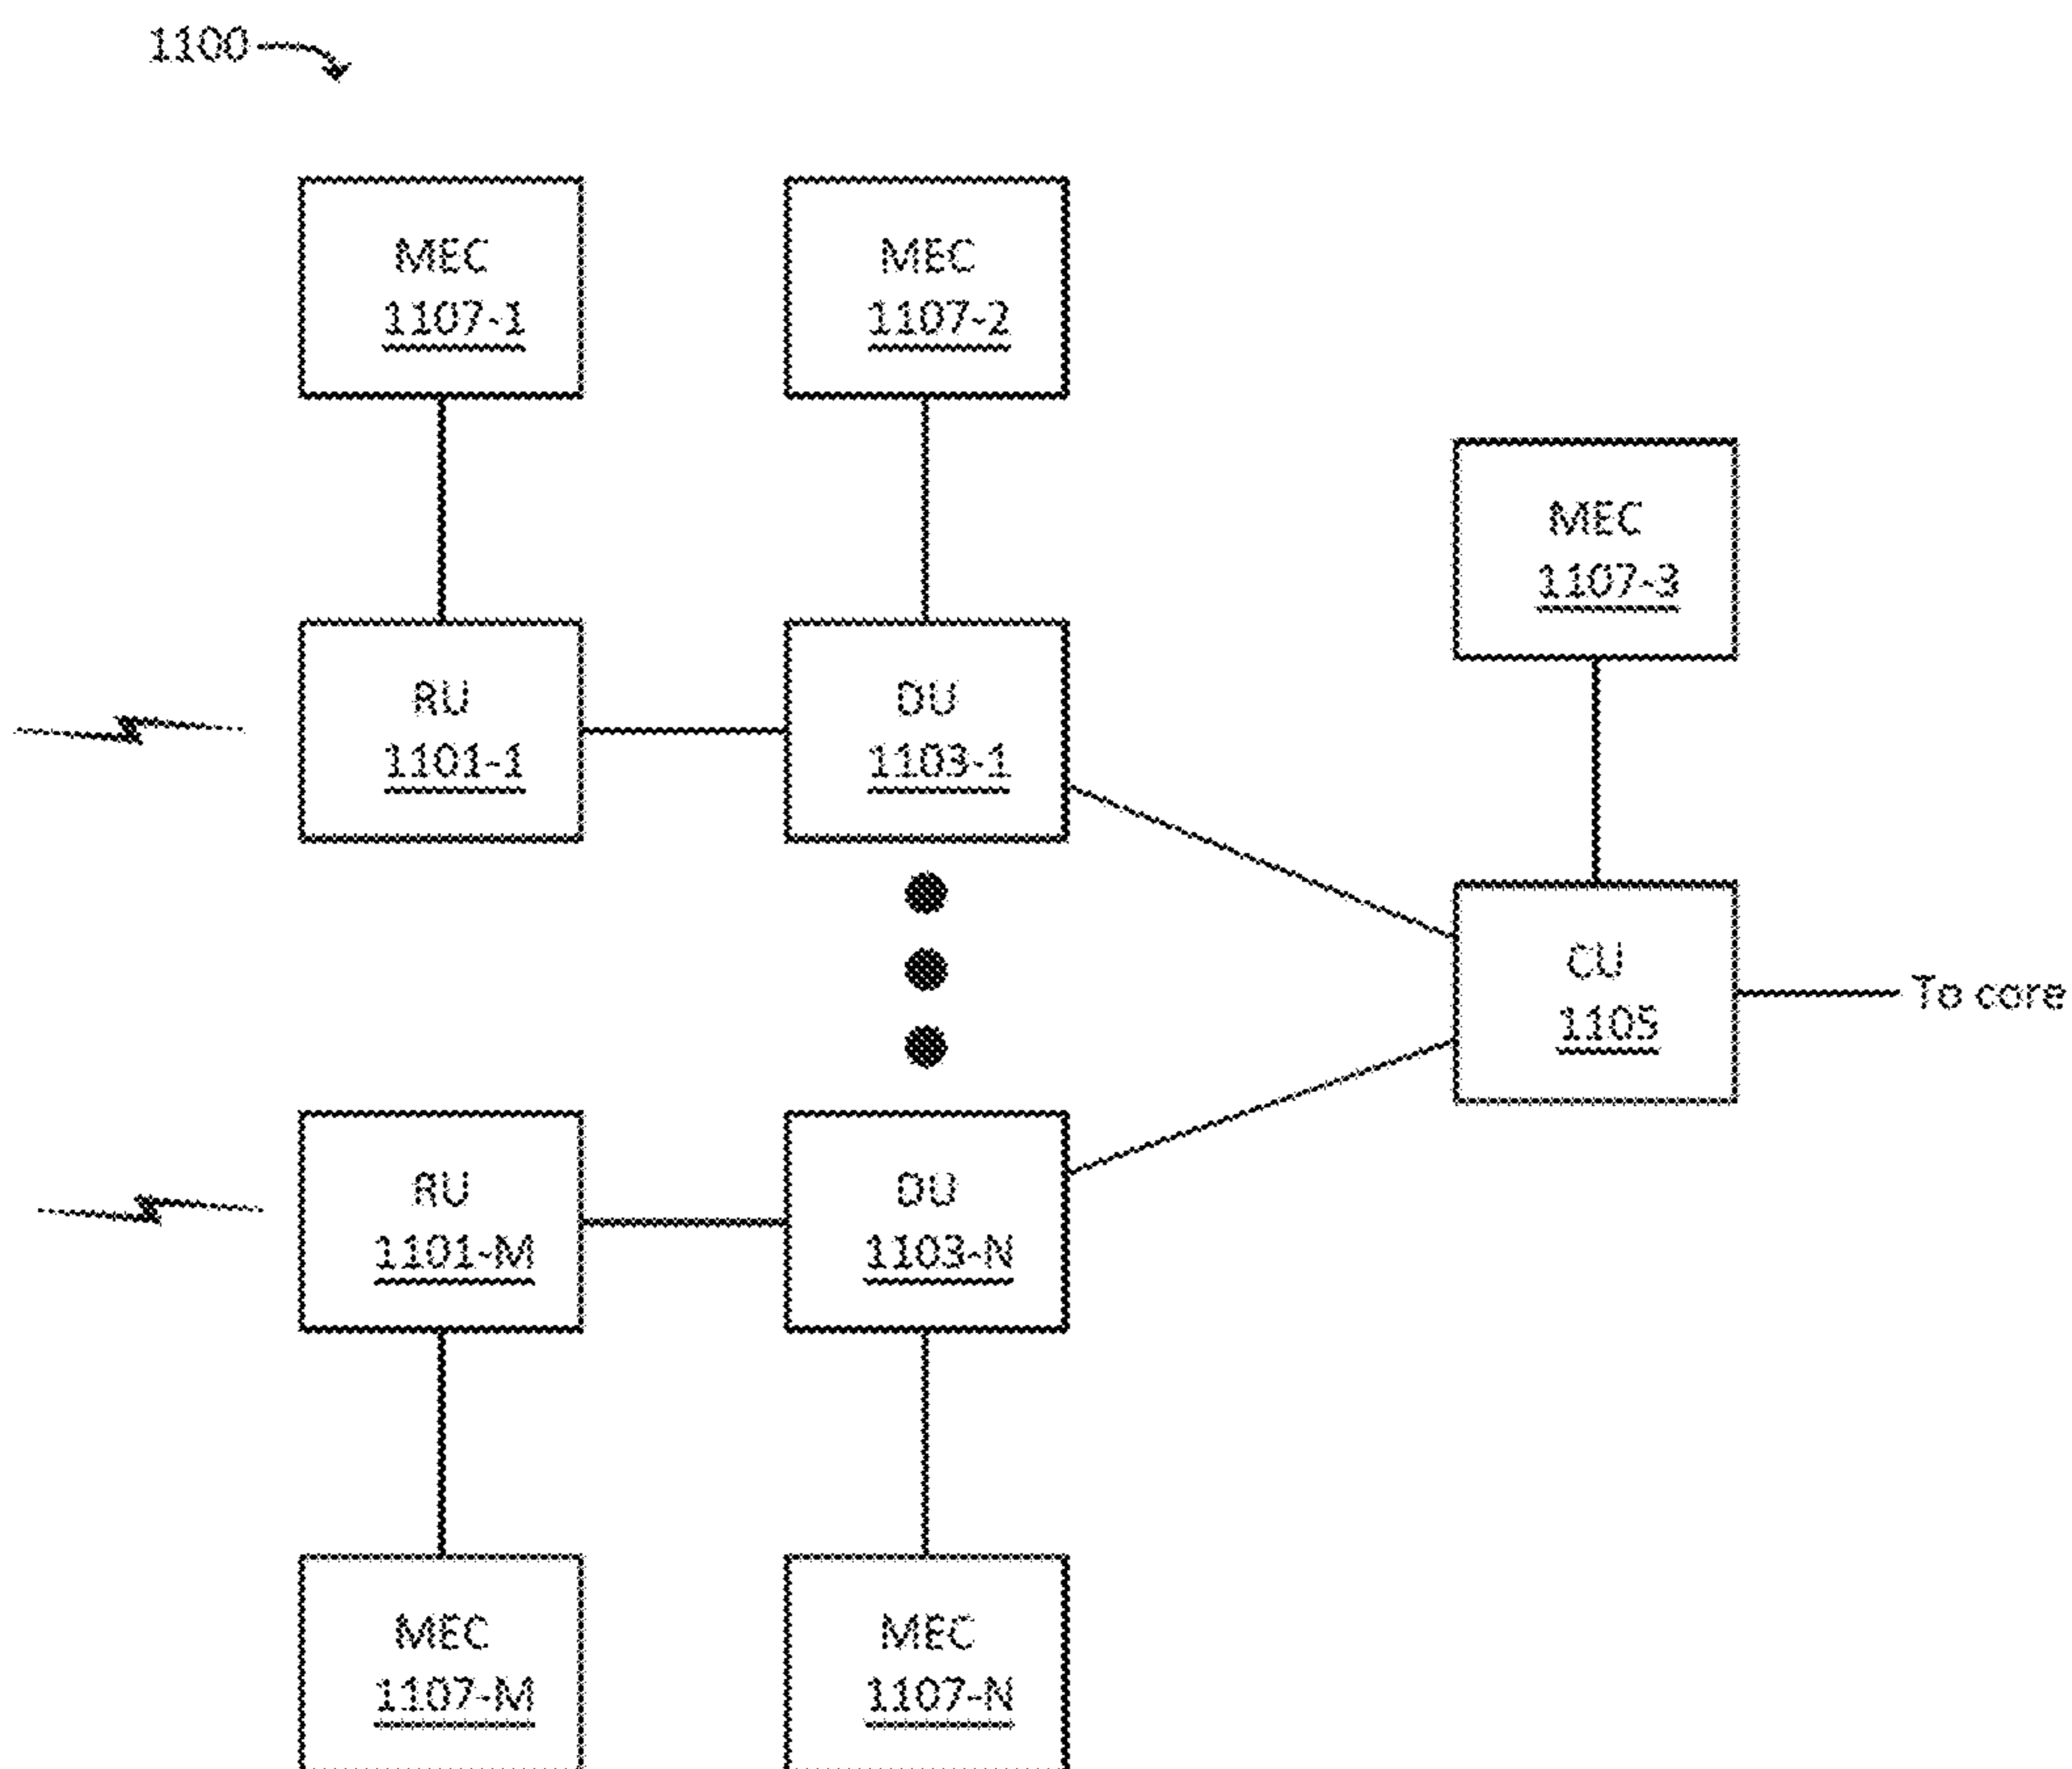 1100
MEC
1107-1
MEC
1107-2
MEC
1107-3
RU
1101-1
DU
1103-1
CU
1105
To core
RU
1101-M
DU
1103-N
MEC
1107-M
MEC
1107-N